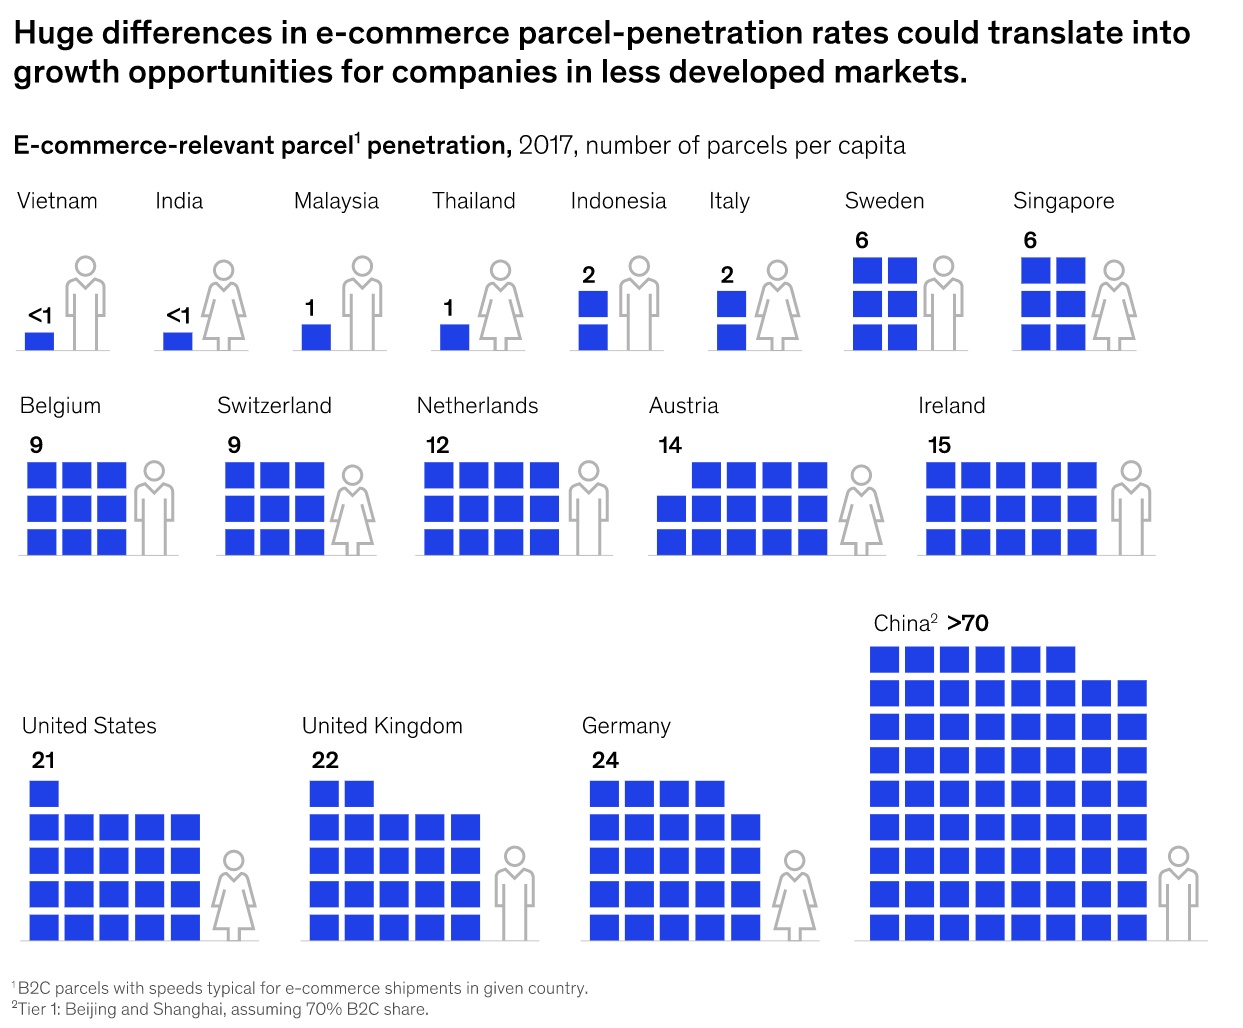 Huge differences in e-commerce parcel-penetration rates could translate into
growth opportunities for companies in less developed markets.
E-commerce-relevant parcel¹ penetration, 2017, number of parcels per capita
Vietnam
India
Malaysia
Thailand
Indonesia
Italy
Sweden
Singapore
<1
<1
1
1
2
2
6
6
Belgium
Switzerland
Netherlands
Austria
Ireland
9
9
12
14
15
China² >70
United States
United Kingdom
Germany
21
22
24
¹B2C parcels with speeds typical for e-commerce shipments in given country.
²Tier 1: Beijing and Shanghai, assuming 70% B2C share.